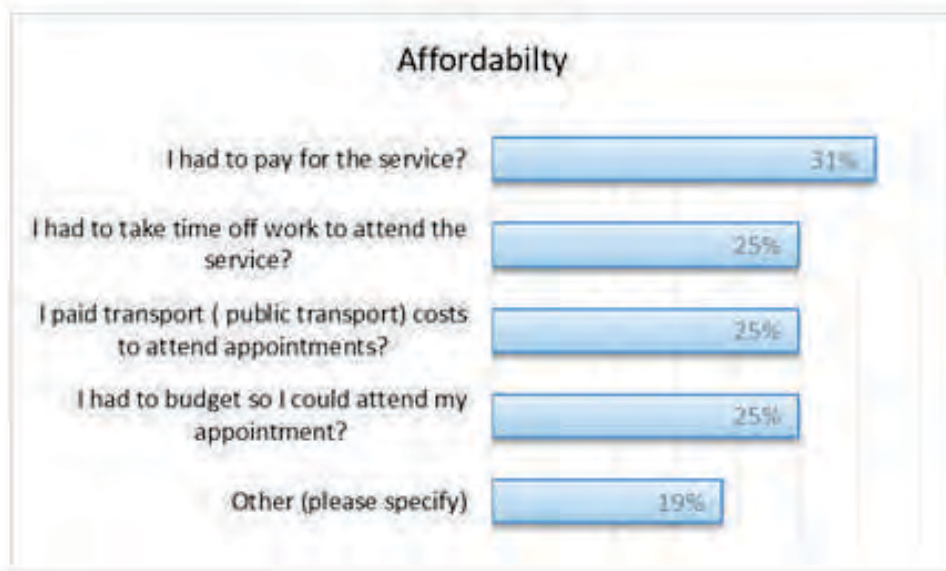 Affordabilty
I had to pay for the service?
31%
I had to take time off work to attend the
service?
25%
I paid transport ( public transport) costs
to attend appointments?
25%
I had to budget so I could attend my
appointment?
25%
Other (please specify)
19%